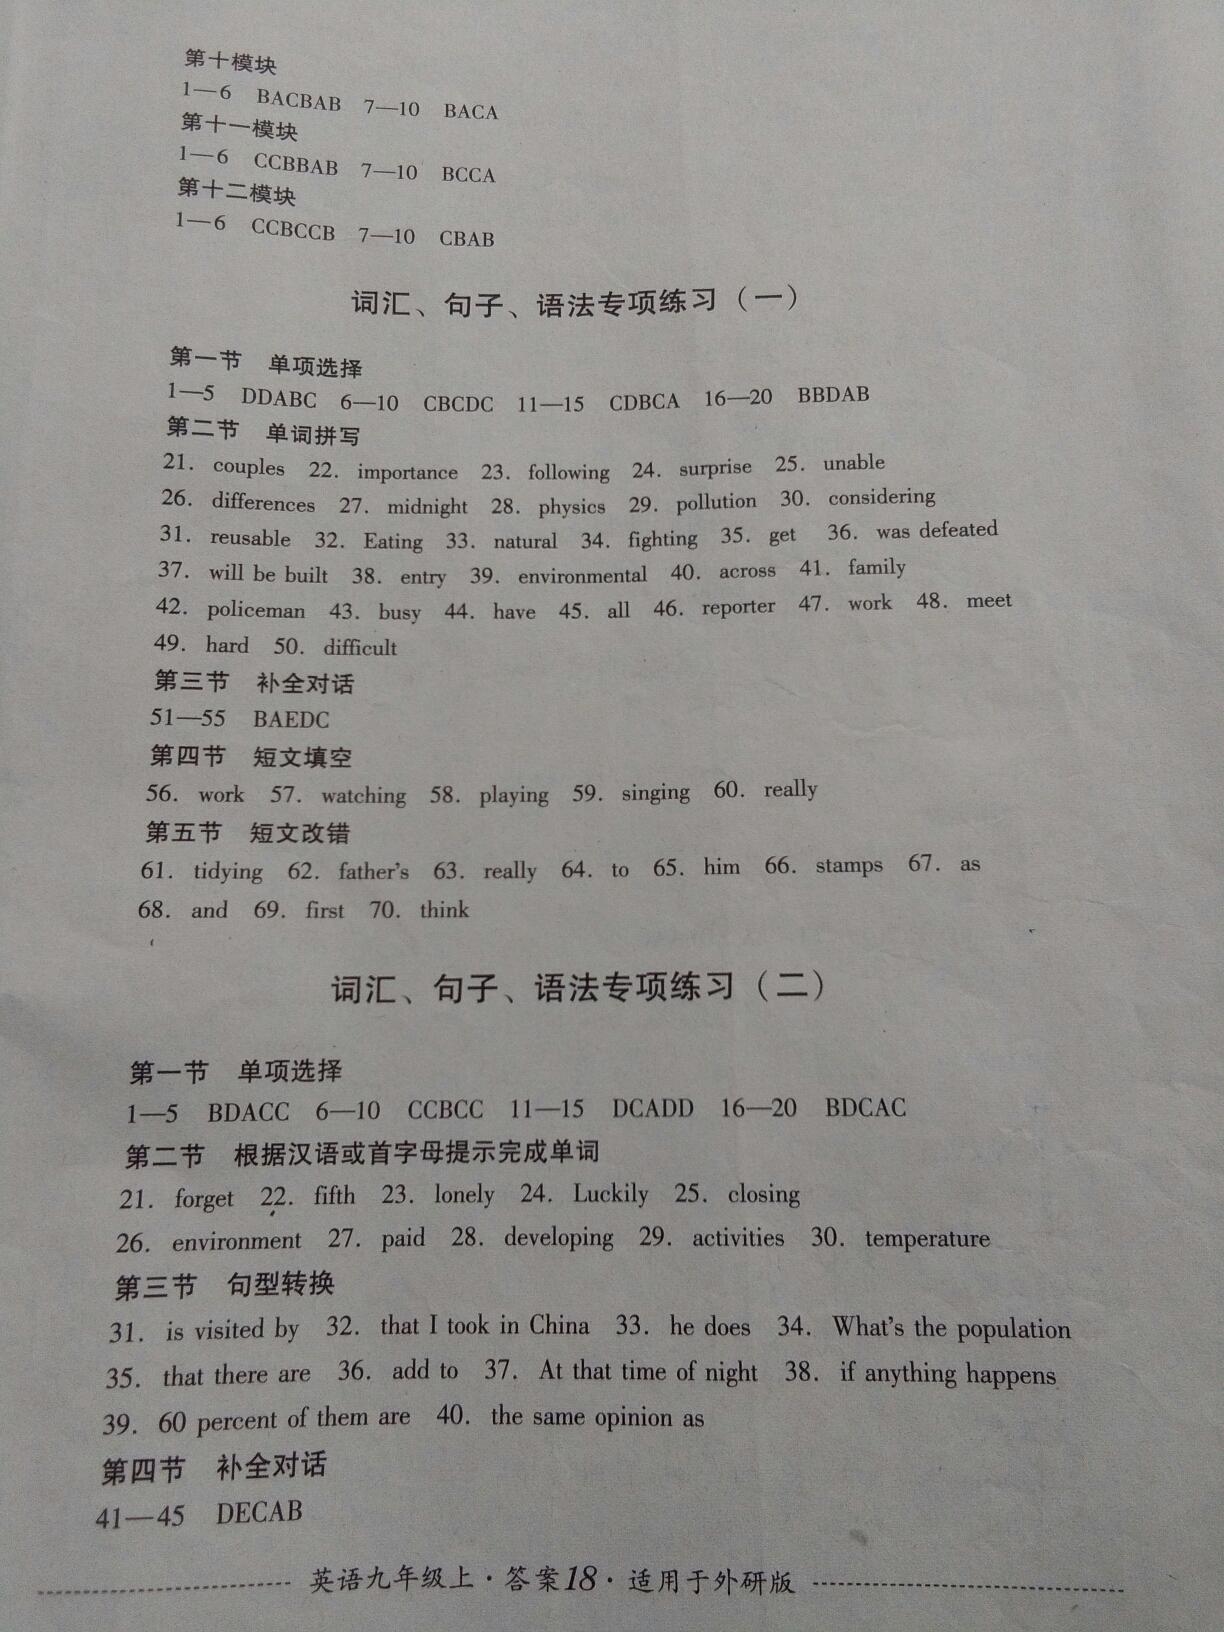 第十模块
1—6 BACBAB 7—10 BACA
第十一模块
1—6 CCBBAB 7—10 BCCA
第十二模块
1—6 CCBCCB 7—10 CBAB
词汇、句子、语法专项练习(一)
第一节 单项选择
1—5 DDABC 6—10 CBCDC 11—15 CDBCA 16—20 BBDAB
第二节 单词拼写
21. couples 22. importance 23. following 24. surprise 25. unable
26. differences 27. midnight 28. physics 29. pollution 30. considering
31. reusable 32. Eating 33. natural 34. fighting 35. get 36. was defeated
37. will be built 38. entry 39. environmental 40. across 41. family
42. policeman 43. busy 44. have 45. all 46. reporter 47. work 48. meet
49. hard 50. difficult
第三节 补全对话
51—55 BAEDC
第四节 短文填空
56. work 57. watching 58. playing 59. singing 60. really
第五节 短文改错
61. tidying 62. father's 63. really 64. to 65. him 66. stamps 67. as
68. and 69. first 70. think
词汇、句子、语法专项练习(二)
第一节 单项选择
1—5 BDACC 6—10 CCBCC 11—15 DCADD 16—20 BDCAC
第二节 根据汉语或首字母提示完成单词
21. forget 22. fifth 23. lonely 24. Luckily 25. closing
26. environment 27. paid 28. developing 29. activities 30. temperature
第三节 句型转换
31. is visited by 32. that I took in China 33. he does 34. What's the population
35. that there are 36. add to 37. At that time of night 38. if anything happens
39. 60 percent of them are 40. the same opinion as
第四节 补全对话
41—45 DECAB
英语九年级上·答案18·适用于外研版